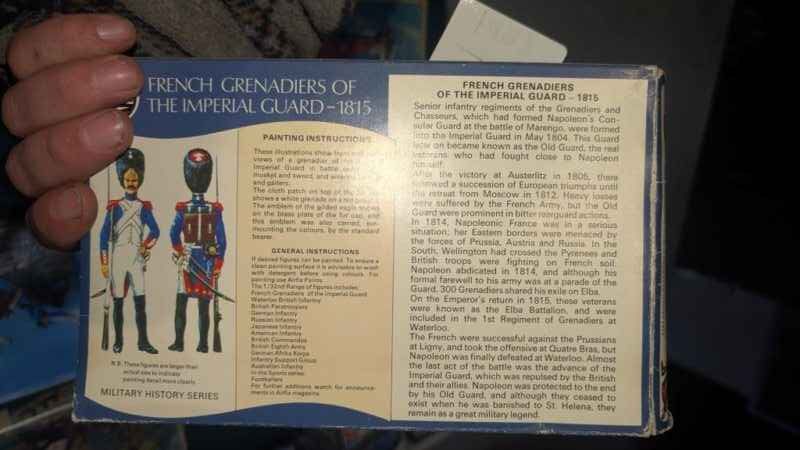 FRENCH GRENADIERS OF
THE IMPERIAL GUARD-1815
PAINTING INSTRUCTIONS
These illustrations show front and
views of a grenadier of the
Imperial Guard in battle order
musket and sword, and wearing
and gaiters.
The cloth patch on top of the fur cap
shows a white grenade on a red
The emblem of the gilded eagle
on the brass plate of the fur cap, and
this emblem was also carried, sur-
mounting the colours, by the standard
bearer.
GENERAL INSTRUCTIONS
If desired figures can be painted. To ensure a
clean painting surface it is advisable to wash
with detergent before using colours. For
painting use Airfix Paints.
The 1/32nd Range of figures includes:
French Grenadiers of the Imperial Guard
Waterloo British Infantry
British Paratroopers
German Infantry
Russian Infantry
Japanese Infantry
American Infantry
British Commandos
British Eighth Army
German Afrika Korps
Infantry Support Group
Australian Infantry
In the Sports series:
Footballers
For further additions watch for announce-
ments in Airfix magazine.
N.B. These figures are larger than
actual size to indicate
painting detail more clearly.
MILITARY HISTORY SERIES
FRENCH GRENADIERS
OF THE IMPERIAL GUARD – 1815
Senior infantry regiments of the Grenadiers and
Chasseurs, which had formed Napoleon's Con-
sular Guard at the battle of Marengo, were formed
into the Imperial Guard in May 1804. This Guard
later on became known as the Old Guard, the real
veterans who had fought close to Napoleon
himself.
After the victory at Austerlitz in 1805, there
followed a succession of European triumphs until
the retreat from Moscow in 1812. Heavy losses
were suffered by the French Army, but the Old
Guard were prominent in bitter rearguard actions.
In 1814, Napoleonic France was in a serious
situation; her Eastern borders were menaced by
the forces of Prussia, Austria and Russia. In the
South, Wellington had crossed the Pyrenees and
British troops were fighting on French soil.
Napoleon abdicated in 1814, and although his
formal farewell to his army was at a parade of the
Guard, 300 Grenadiers shared his exile on Elba.
On the Emperor's return in 1815, these veterans
were known as the Elba Battalion, and were
included in the 1st Regiment of Grenadiers at
Waterloo.
The French were successful against the Prussians
at Ligny, and took the offensive at Quatre Bras, but
Napoleon was finally defeated at Waterloo. Almost
the last act of the battle was the advance of the
Imperial Guard, which was repulsed by the British
and their allies. Napoleon was protected to the end
by his Old Guard, and although they ceased to
exist when he was banished to St. Helena, they
remain as a great military legend.